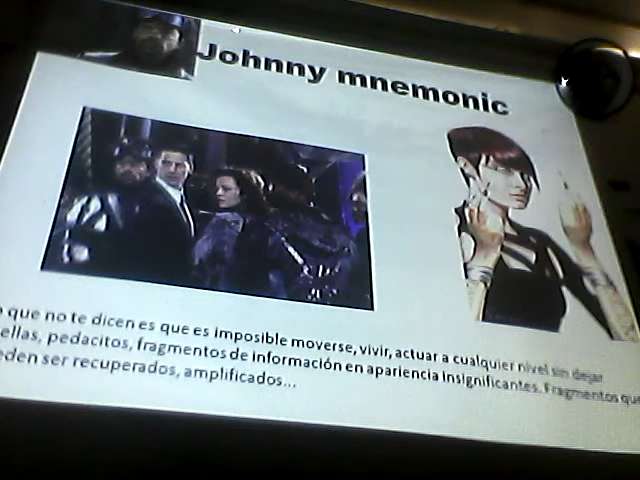 Johnny mnemonic
que no te dicen es que es imposible moverse, vivir, actuar a cualquier nivel sin dejar
ellas, pedacitos, fragmentos de información en apariencia insignificantes. Fragmentos que
eden ser recuperados, amplificados...